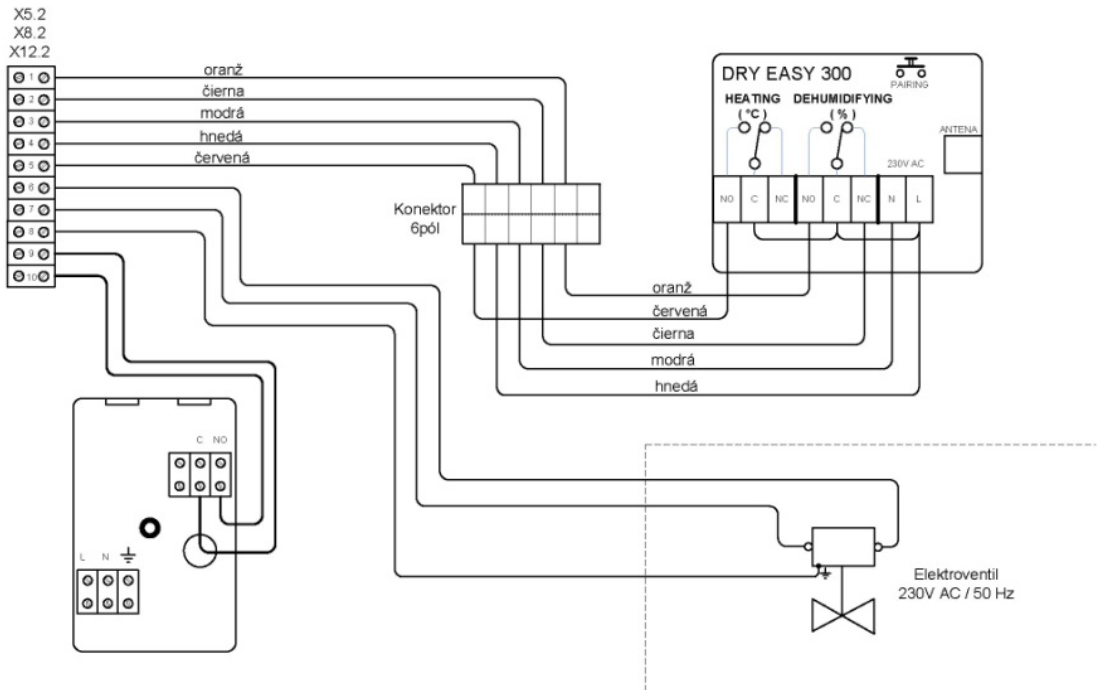 X5.2
X8.2
X12.2
1
2
3
4
5
6
7
8
9
10
oranž
čierna
modrá
hnedá
červená
Konektor
6pól
DRY EASY 300
PAIRING
HEATING DEHUMIDIFYING
(°C) (%)
ANTENA
230V AC
NO C NC NO C NC N L
oranž
červená
čierna
modrá
hnedá
C NO
L N
Elektroventil
230V AC / 50 Hz